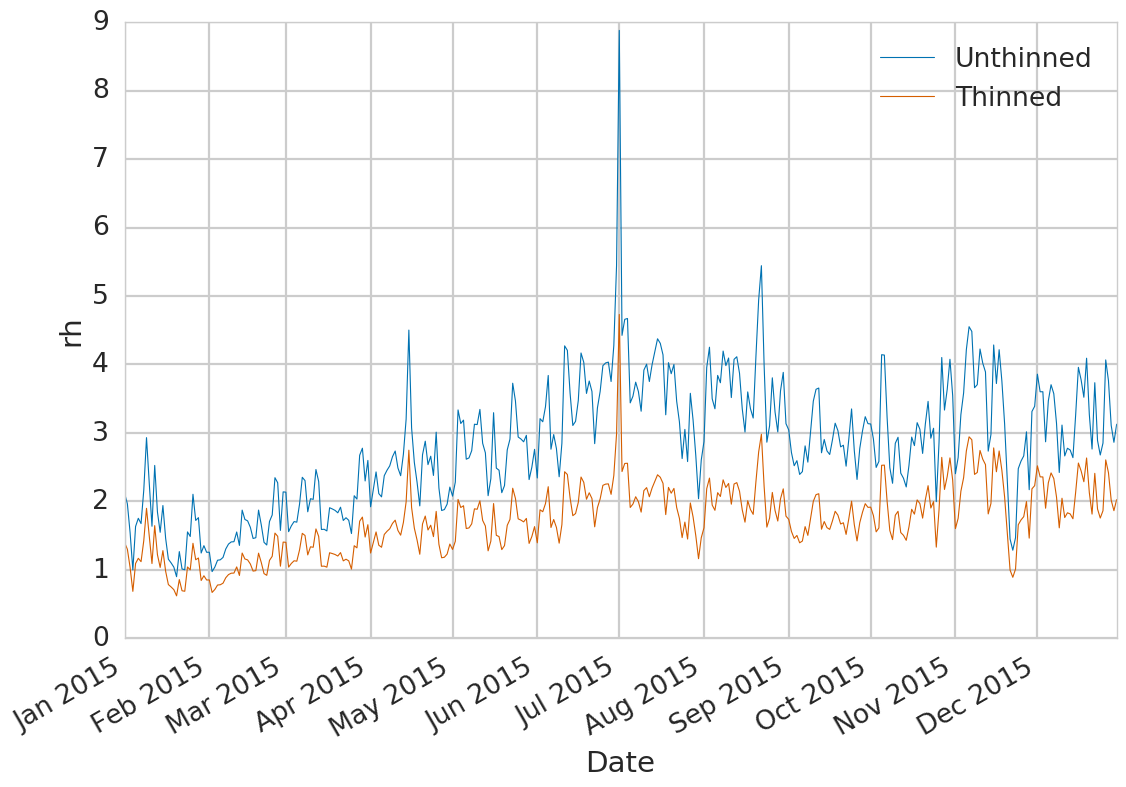 9
8
7
6
5
4
3
2
1
0
rh
Unthinned
Thinned
Jan 2015
Feb 2015
Mar 2015
Apr 2015
May 2015
Jun 2015
Jul 2015
Aug 2015
Sep 2015
Oct 2015
Nov 2015
Dec 2015
Date